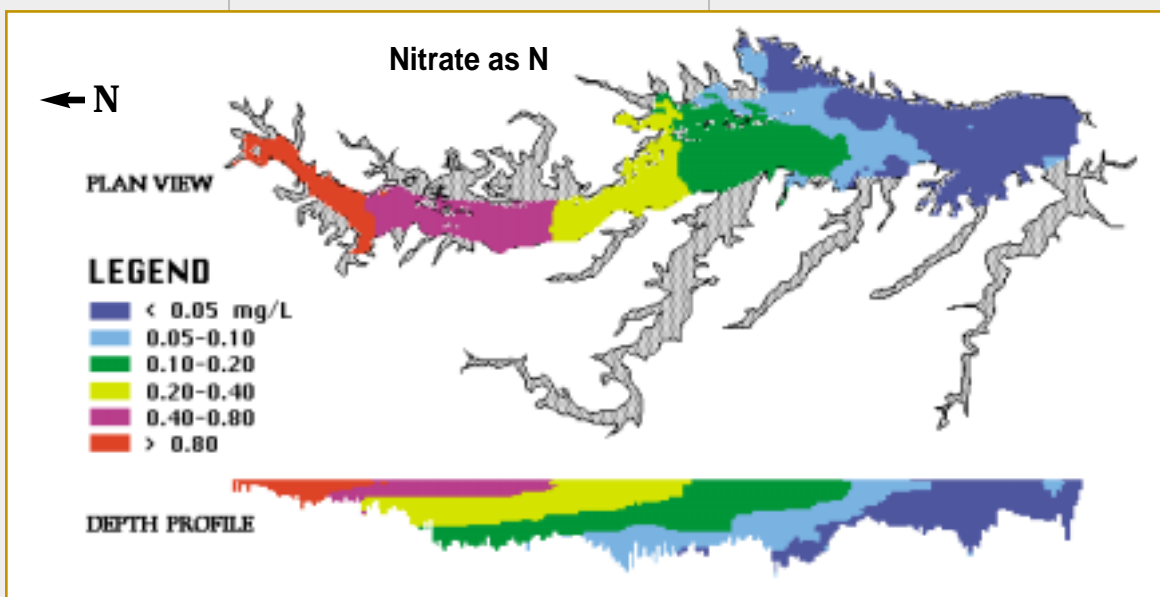 Nitrate as N
N
PLAN VIEW
LEGEND
< 0.05 mg/L
0.05-0.10
0.10-0.20
0.20-0.40
0.40-0.80
> 0.80
DEPTH PROFILE